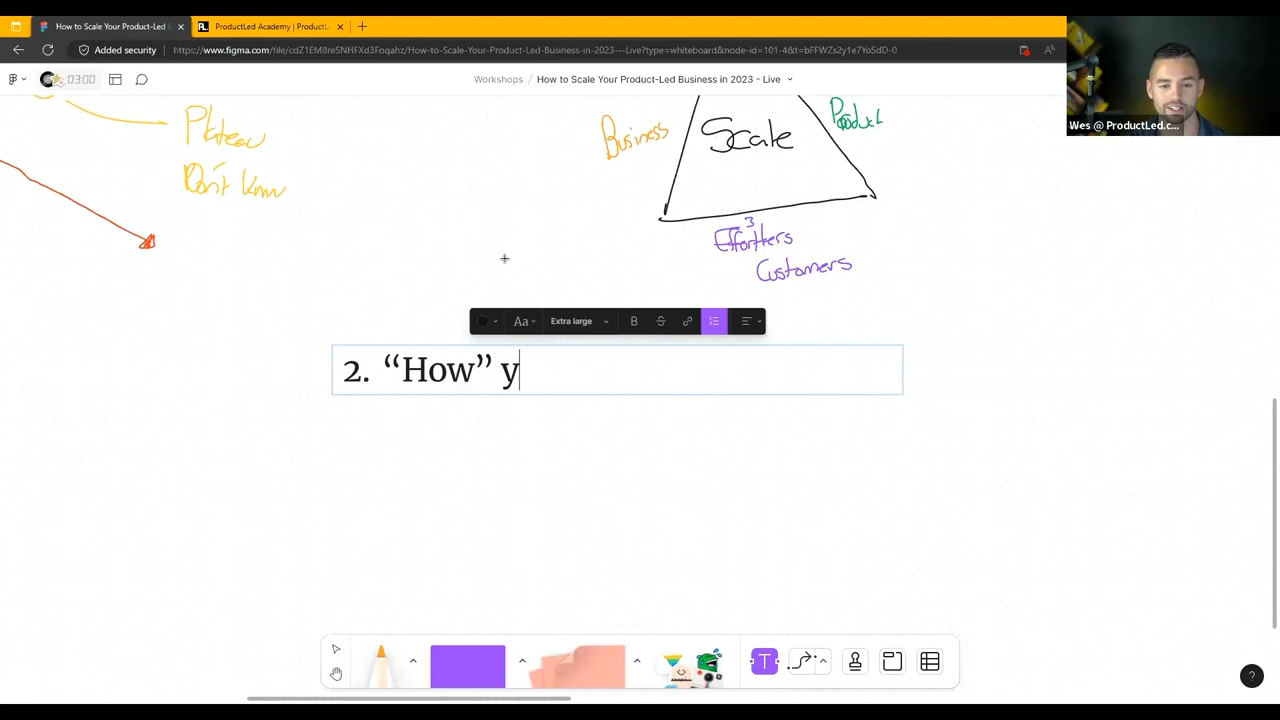 How to Scale Your Product-Led
ProductLed Academy | ProductL
Added security
https://www.figma.com/file/cdZ1EM8reSNHFXd3Foqahz/How-to-Scale-Your-Product-Led-Business-in-2023---Live?type=whiteboard&node-id=101-4&t=bFFWZs2y1e7YoSdD-0
03:00
Workshops / How to Scale Your Product-Led Business in 2023 - Live
Wes @ ProductLed.c...
Plateau
Don't Know
Business
Scale
Product
3
Customers
Aa
Extra large
B
S
2. “How” y
T
?